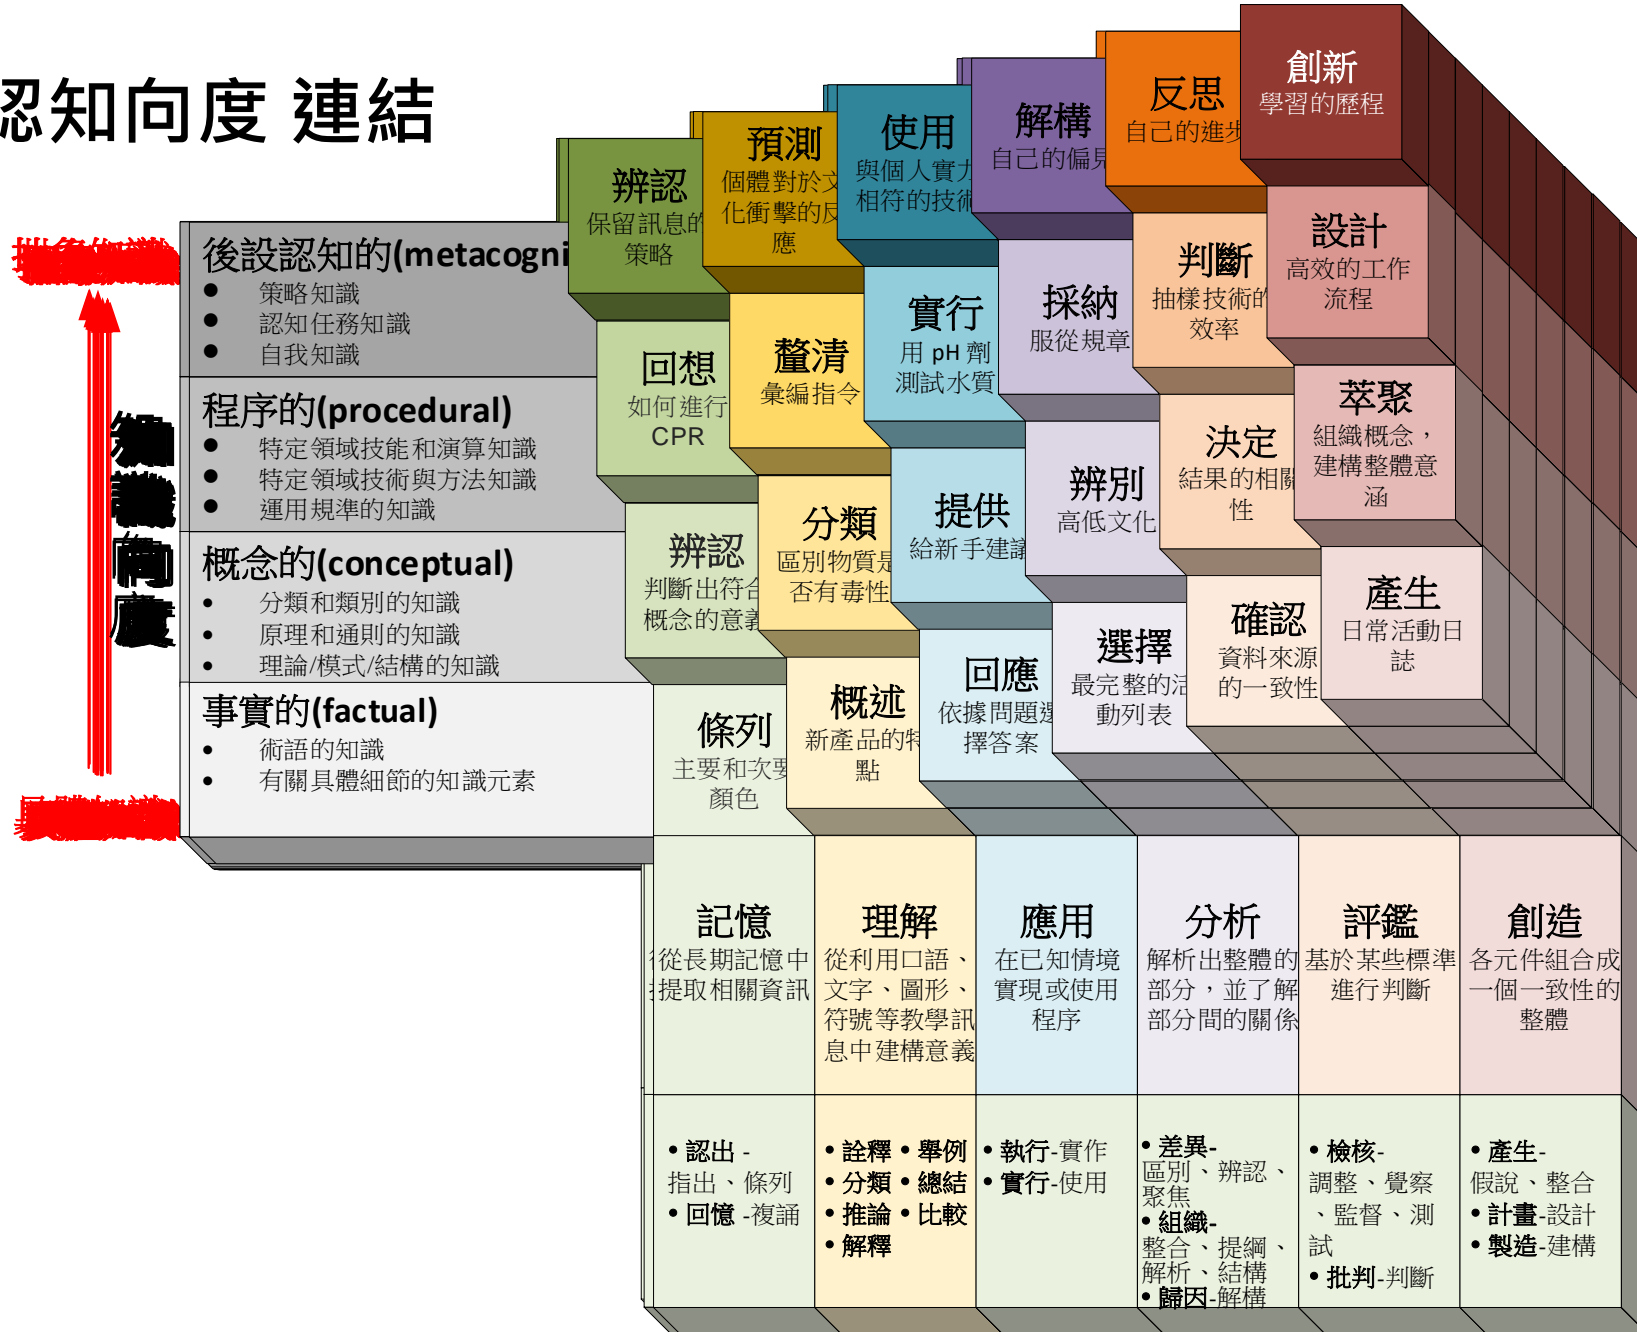 認知向度 連結
抽象知識
知識向度
具體知識
後設認知的(metacogni
● 策略知識
● 認知任務知識
● 自我知識
程序的(procedural)
● 特定領域技能和演算知識
● 特定領域技術與方法知識
● 運用規準的知識
概念的(conceptual)
• 分類和類別的知識
• 原理和通則的知識
• 理論/模式/結構的知識
事實的(factual)
• 術語的知識
• 有關具體細節的知識元素
辨認
保留訊息的
策略
預測
個體對於文
化衝擊的反
應
使用
與個人實力
相符的技術
解構
自己的偏見
反思
自己的進步
創新
學習的歷程
回想
如何進行
CPR
釐清
彙編指令
實行
用 pH 劑
測試水質
採納
服從規章
判斷
抽樣技術的
效率
設計
高效的工作
流程
辨認
判斷出符合
概念的意義
分類
區別物質是
否有毒性
提供
給新手建議
辨別
高低文化
決定
結果的相關
性
萃聚
組織概念，
建構整體意
涵
條列
主要和次要
顏色
概述
新產品的特
點
回應
依據問題選
擇答案
選擇
最完整的活
動列表
確認
資料來源
的一致性
產生
日常活動日
誌
記憶
從長期記憶中
提取相關資訊
理解
從利用口語、
文字、圖形、
符號等教學訊
息中建構意義
應用
在已知情境
實現或使用
程序
分析
解析出整體的
部分，並了解
部分間的關係
評鑑
基於某些標準
進行判斷
創造
各元件組合成
一個一致性的
整體
• 認出 -
指出、條列
• 回憶 -複誦
• 詮釋 • 舉例
• 分類 • 總結
• 推論 • 比較
• 解釋
• 執行-實作
• 實行-使用
• 差異-
區別、辨認、
聚焦
• 組織-
整合、提綱、
解析、結構
• 歸因-解構
• 檢核-
調整、覺察
、監督、測
試
• 批判-判斷
• 產生-
假說、整合
• 計畫-設計
• 製造-建構